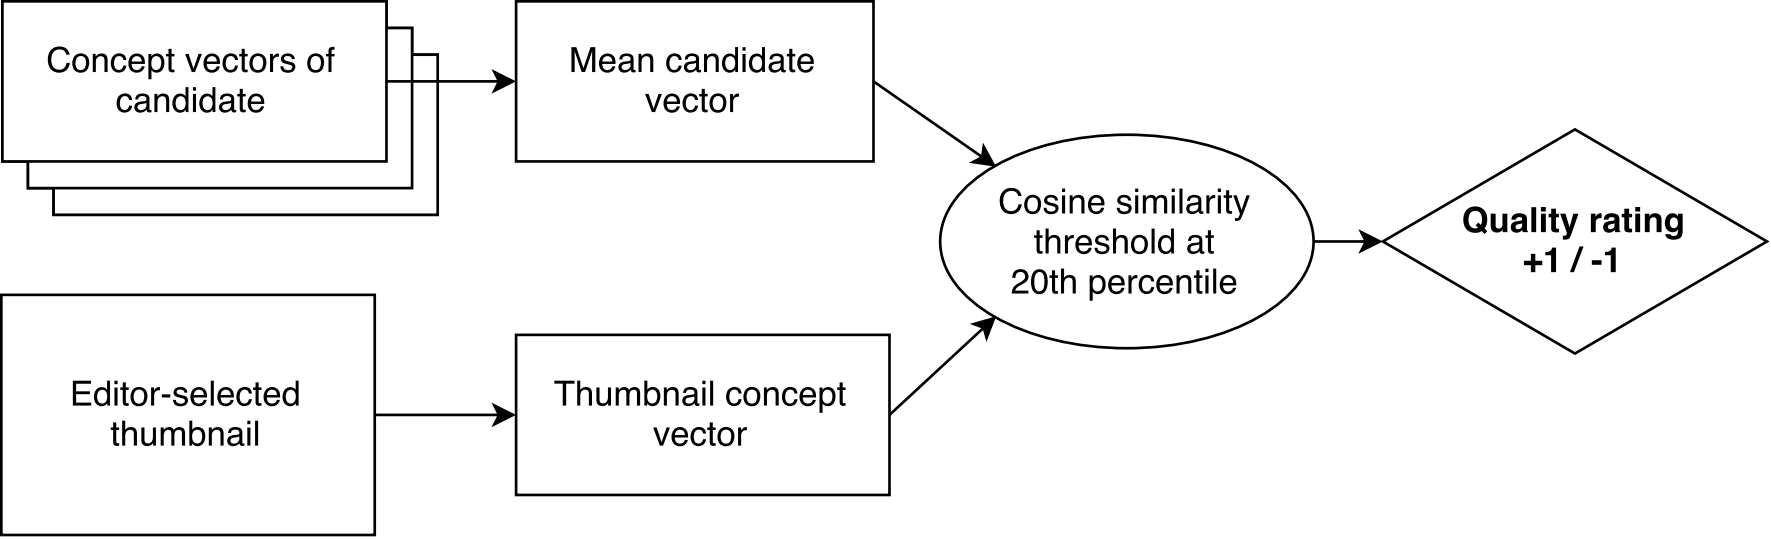 Concept vectors of
candidate
Mean candidate
vector
Cosine similarity
threshold at
20th percentile
Quality rating
+1 / -1
Editor-selected
thumbnail
Thumbnail concept
vector